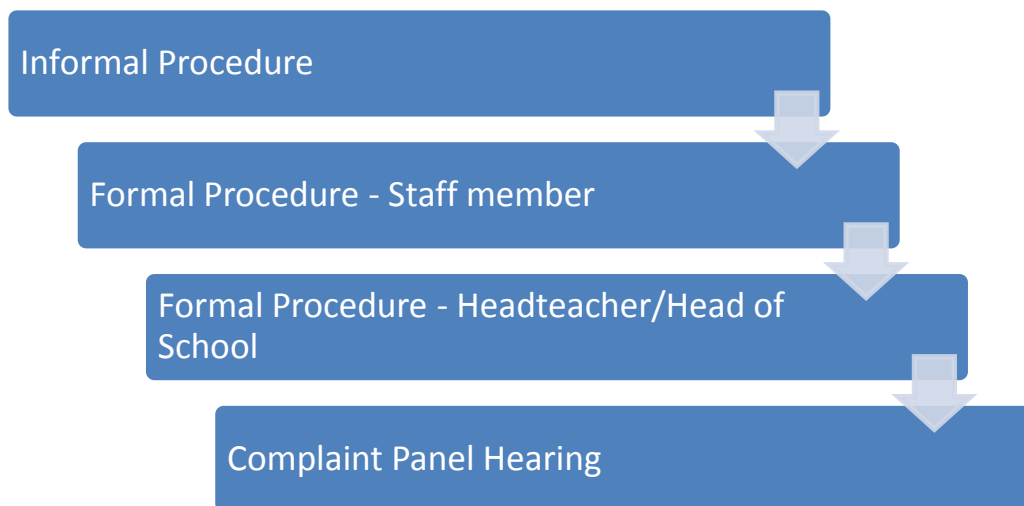 Informal Procedure
Formal Procedure - Staff member
Formal Procedure - Headteacher/Head of
School
Complaint Panel Hearing